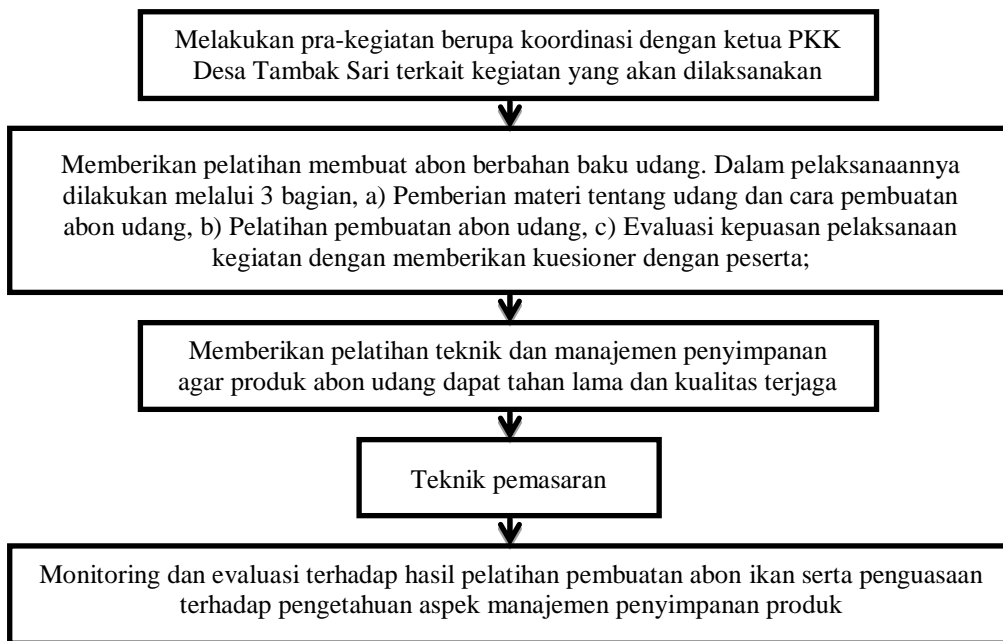 Melakukan pra-kegiatan berupa koordinasi dengan ketua PKK
Desa Tambak Sari terkait kegiatan yang akan dilaksanakan
Memberikan pelatihan membuat abon berbahan baku udang. Dalam pelaksanaannya
dilakukan melalui 3 bagian, a) Pemberian materi tentang udang dan cara pembuatan
abon udang, b) Pelatihan pembuatan abon udang, c) Evaluasi kepuasan pelaksanaan
kegiatan dengan memberikan kuesioner dengan peserta;
Memberikan pelatihan teknik dan manajemen penyimpanan
agar produk abon udang dapat tahan lama dan kualitas terjaga
Teknik pemasaran
Monitoring dan evaluasi terhadap hasil pelatihan pembuatan abon ikan serta penguasaan
terhadap pengetahuan aspek manajemen penyimpanan produk